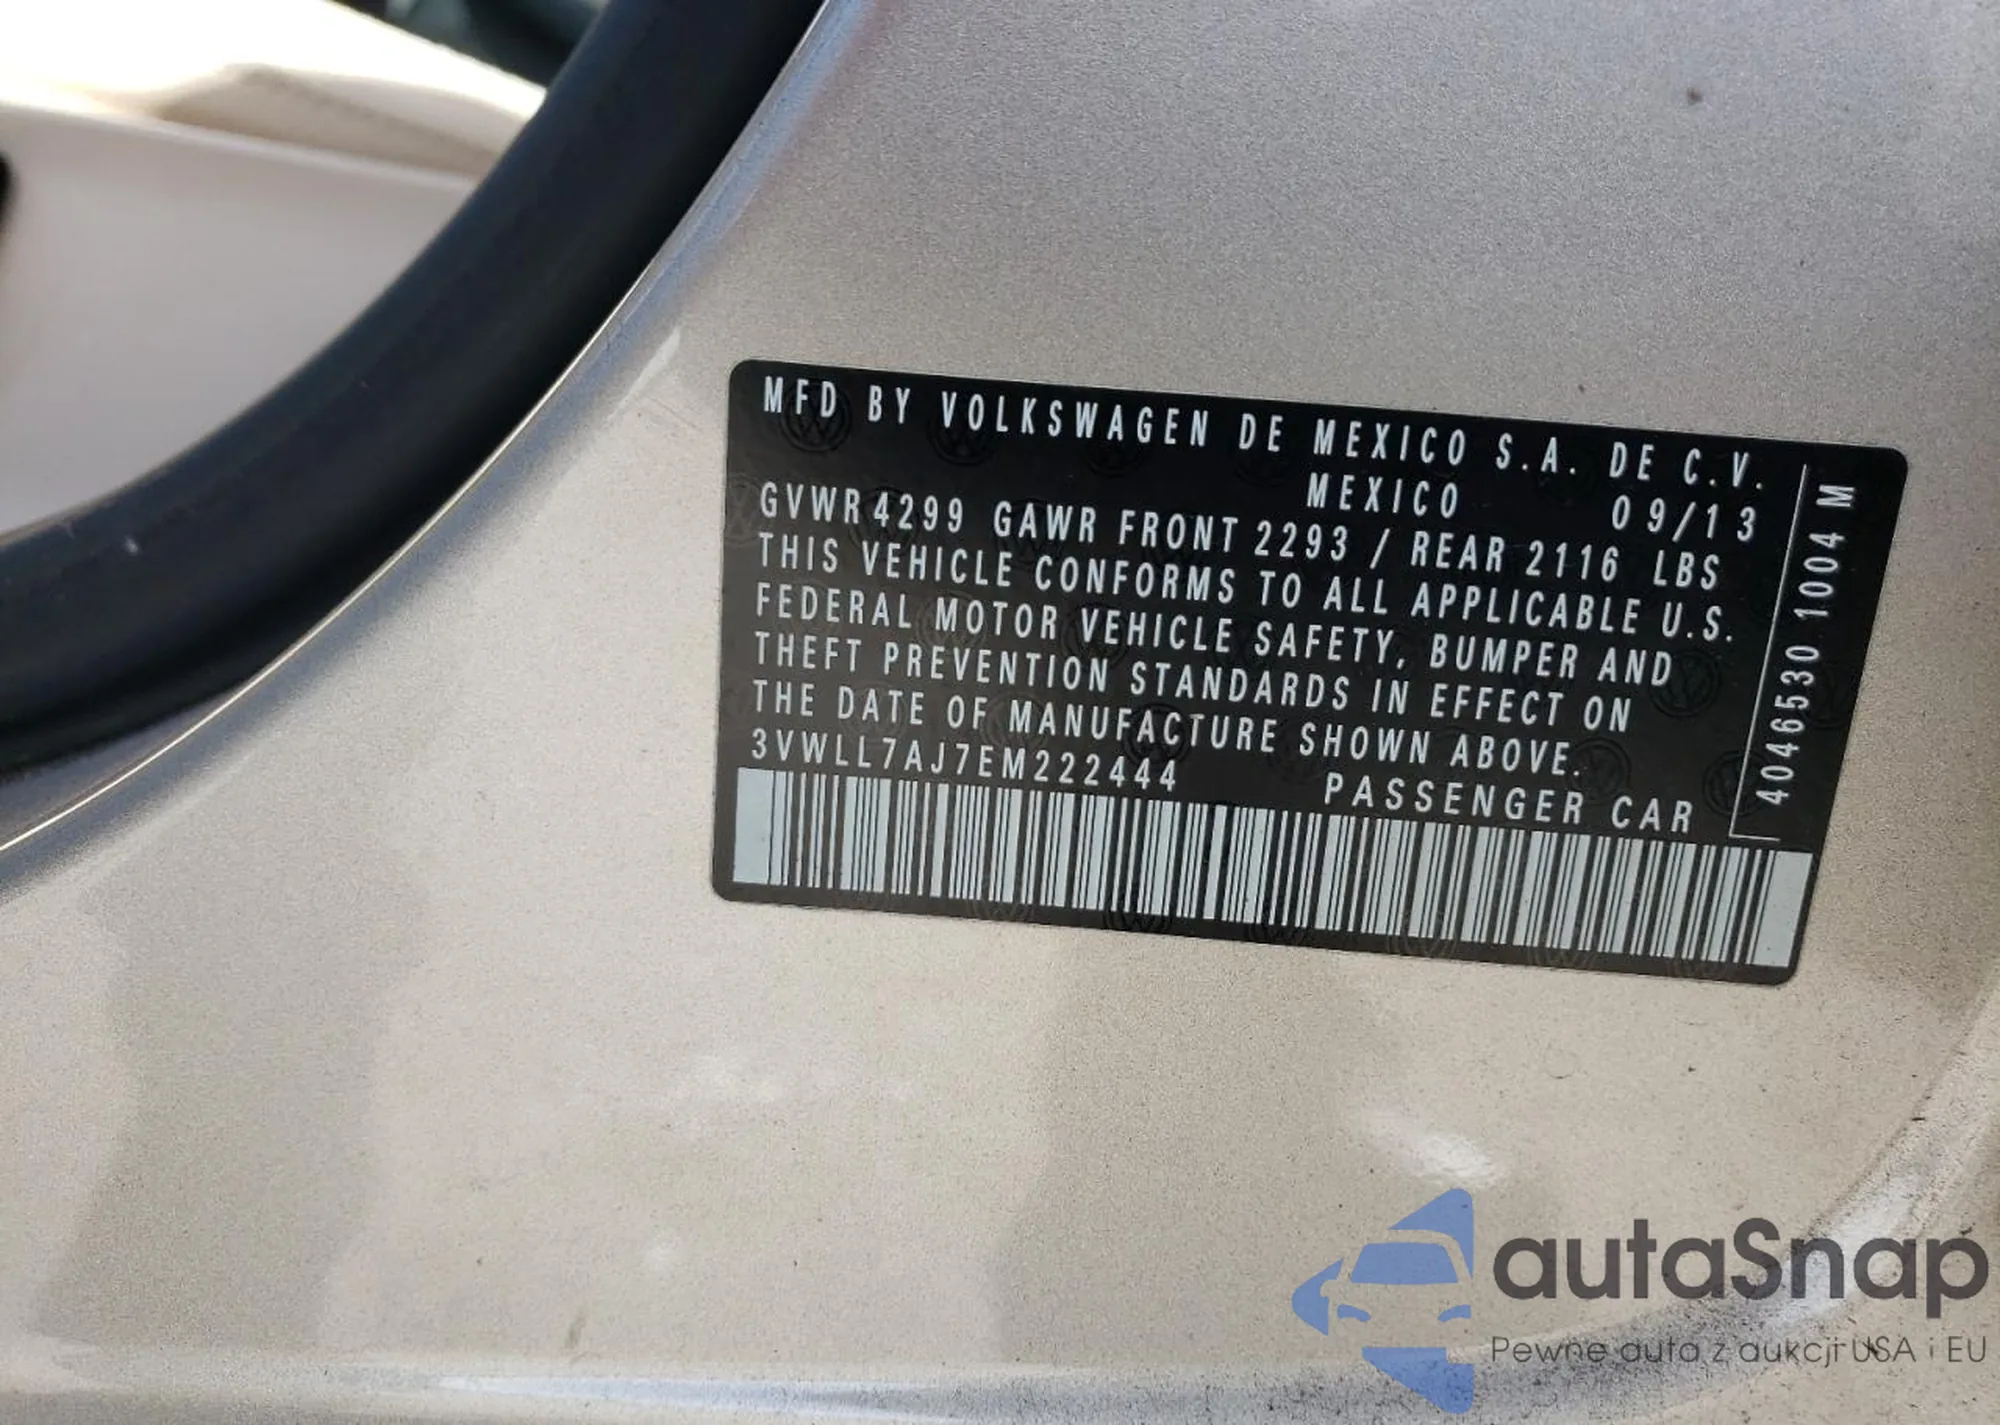 MFD BY VOLKSWAGEN DE MEXICO S.A. DE C.V.
MEXICO 09/13
GVWR 4299 GAWR FRONT 2293 / REAR 2116 LBS
THIS VEHICLE CONFORMS TO ALL APPLICABLE U.S.
FEDERAL MOTOR VEHICLE SAFETY, BUMPER AND
THEFT PREVENTION STANDARDS IN EFFECT ON
THE DATE OF MANUFACTURE SHOWN ABOVE.
3VWLL7AJ7EM222444 PASSENGER CAR
4046530 1004 M
autaSnap
Pewne auta z aukcji USA i EU